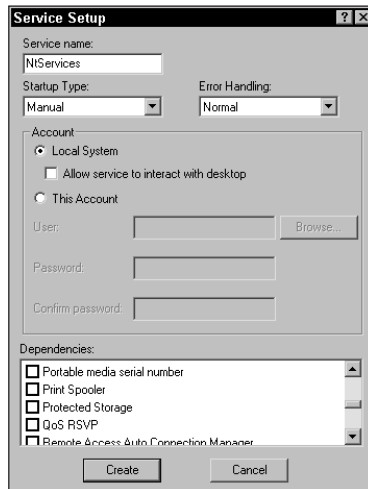 Service Setup
Service name:
NtServices
Startup Type:
Error Handling:
Manual
Normal
Account
Local System
Allow service to interact with desktop
This Account
User:
Browse...
Password:
Confirm password:
Dependencies:
Portable media serial number
Print Spooler
Protected Storage
QoS RSVP
Remote Access Auto Connection Manager
Create
Cancel